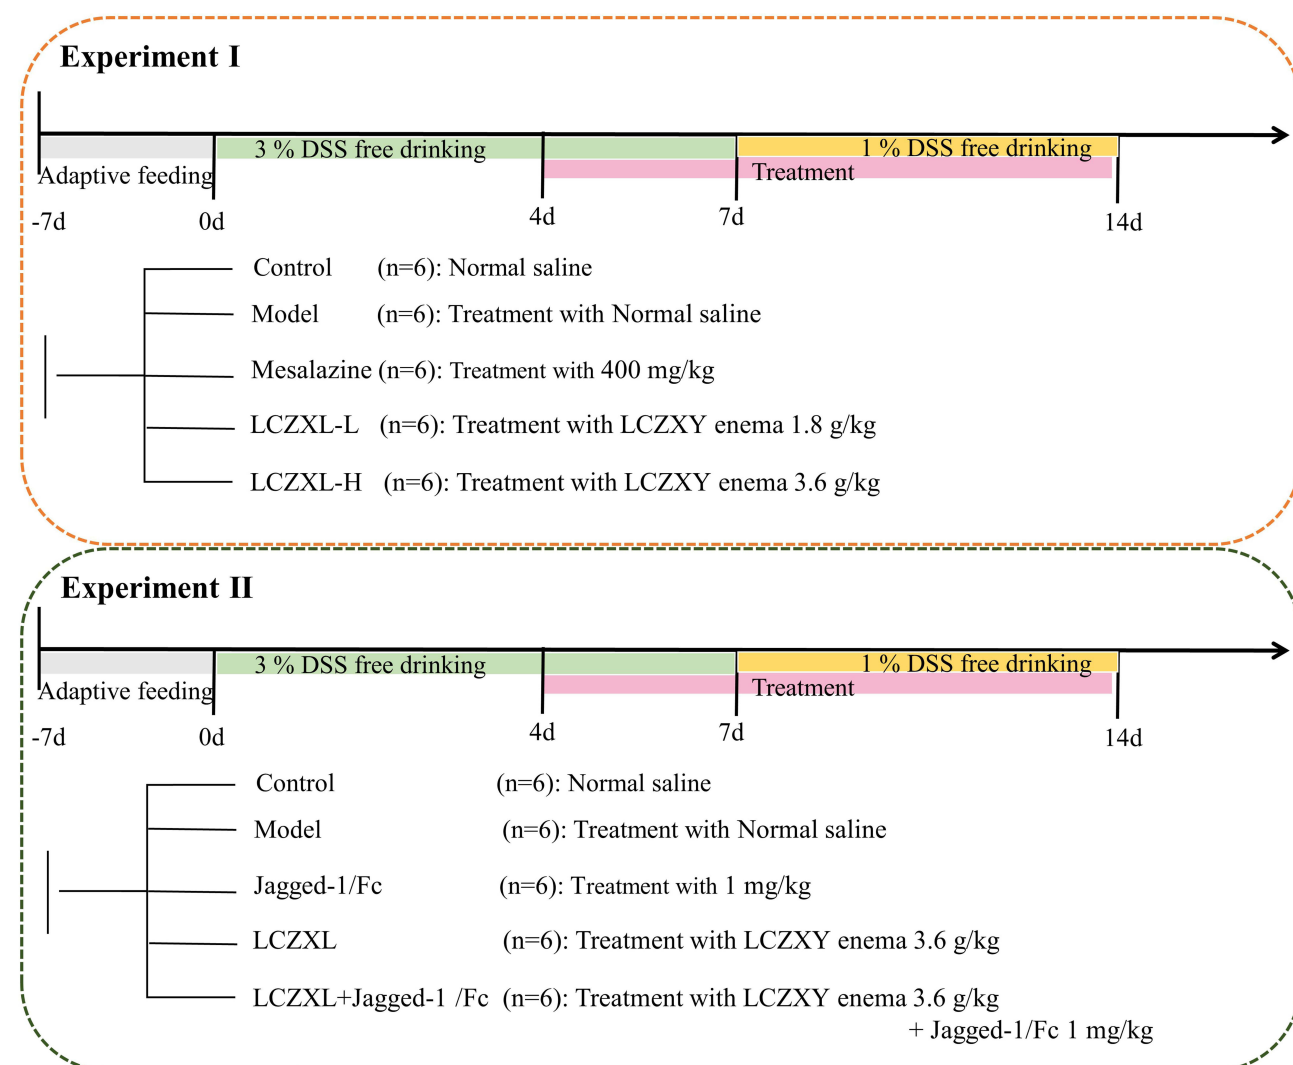 Experiment I
3 % DSS free drinking
1 % DSS free drinking
Adaptive feeding
Treatment
-7d
0d
4d
7d
14d
Control (n=6): Normal saline
Model (n=6): Treatment with Normal saline
Mesalazine (n=6): Treatment with 400 mg/kg
LCZXL-L (n=6): Treatment with LCZXY enema 1.8 g/kg
LCZXL-H (n=6): Treatment with LCZXY enema 3.6 g/kg
Experiment II
3 % DSS free drinking
1 % DSS free drinking
Adaptive feeding
Treatment
-7d
0d
4d
7d
14d
Control (n=6): Normal saline
Model (n=6): Treatment with Normal saline
Jagged-1/Fc (n=6): Treatment with 1 mg/kg
LCZXL (n=6): Treatment with LCZXY enema 3.6 g/kg
LCZXL+Jagged-1 /Fc (n=6): Treatment with LCZXY enema 3.6 g/kg
+ Jagged-1/Fc 1 mg/kg